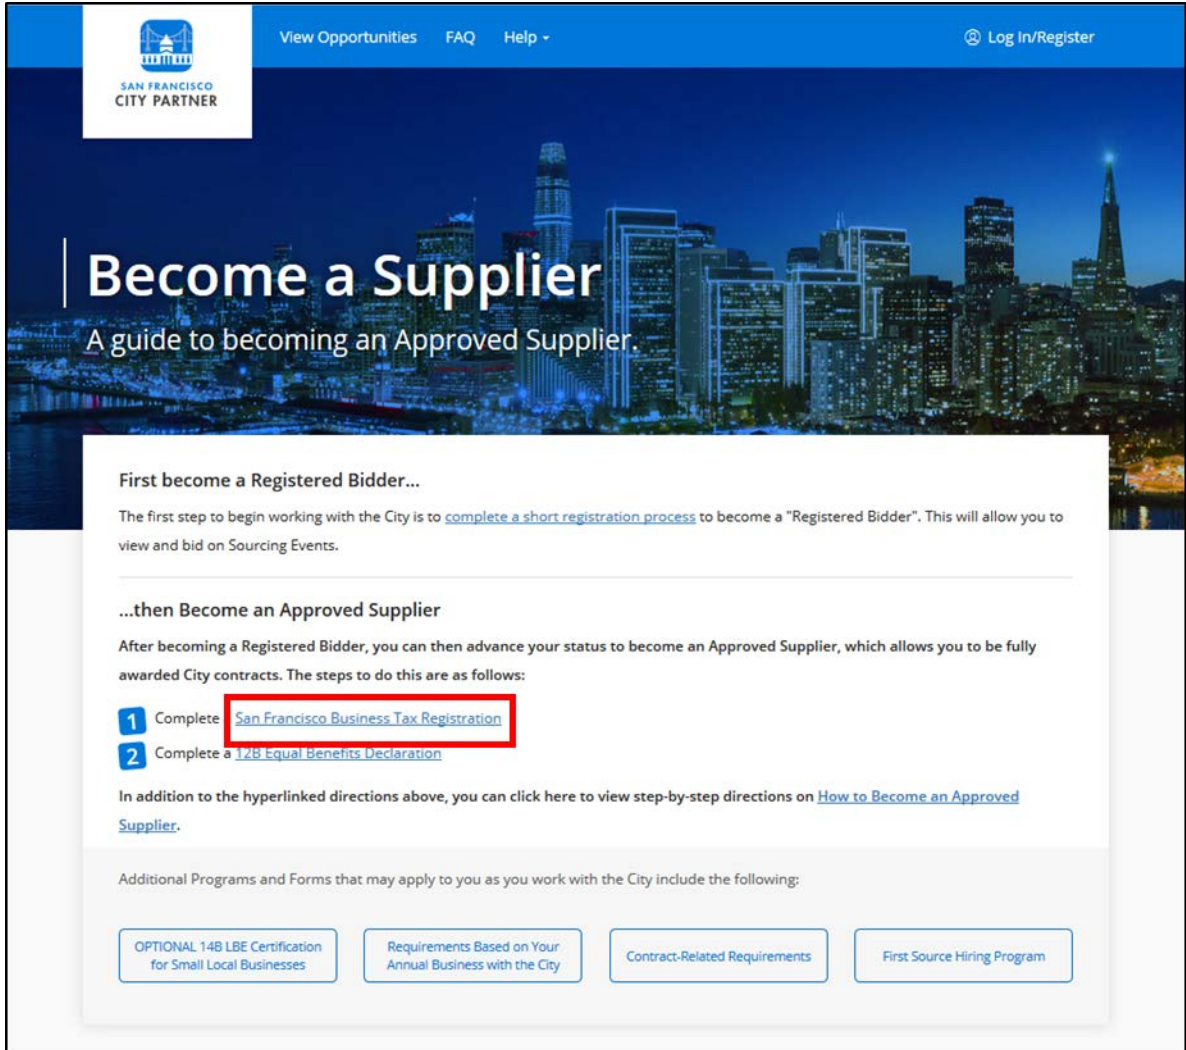 View Opportunities FAQ Help
Log In/Register
SAN FRANCISCO
CITY PARTNER
Become a Supplier
A guide to becoming an Approved Supplier.
First become a Registered Bidder...
The first step to begin working with the City is to complete a short registration process to become a "Registered Bidder". This will allow you to
view and bid on Sourcing Events.
...then Become an Approved Supplier
After becoming a Registered Bidder, you can then advance your status to become an Approved Supplier, which allows you to be fully
awarded City contracts. The steps to do this are as follows:
1 Complete San Francisco Business Tax Registration
2 Complete a 12B Equal Benefits Declaration
In addition to the hyperlinked directions above, you can click here to view step-by-step directions on How to Become an Approved
Supplier.
Additional Programs and Forms that may apply to you as you work with the City include the following:
OPTIONAL 14B LBE Certification
for Small Local Businesses
Requirements Based on Your
Annual Business with the City
Contract-Related Requirements
First Source Hiring Program